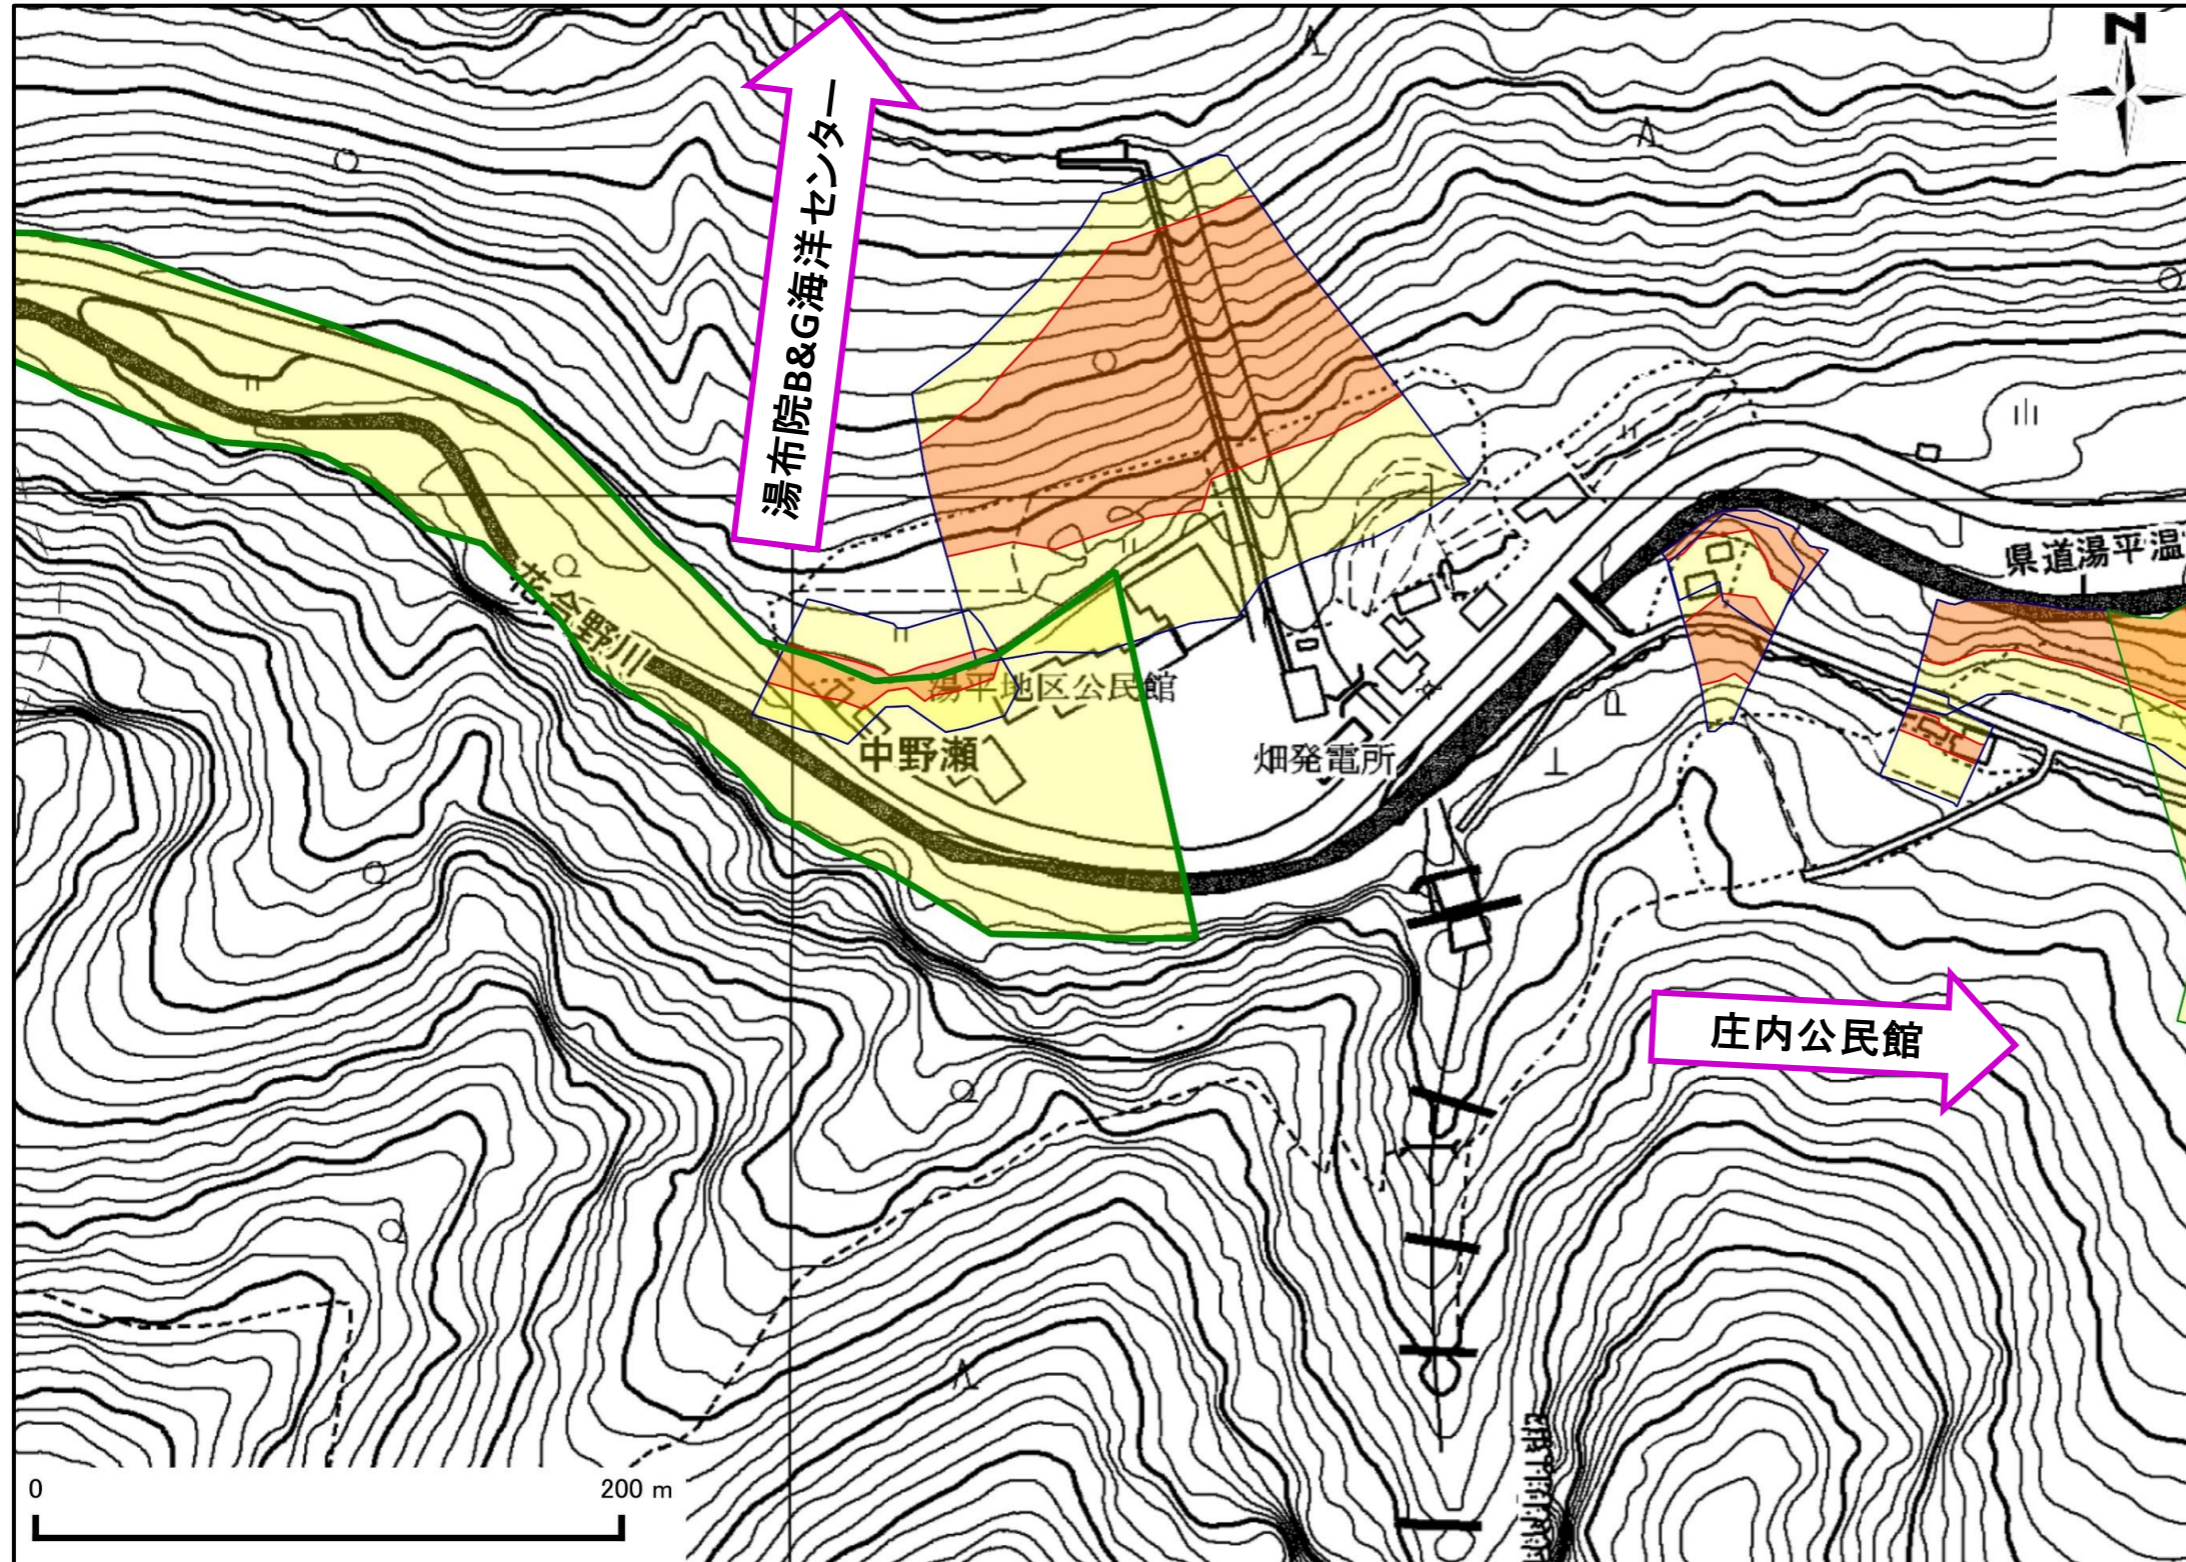 N
湯布院B&G海洋センター
県道湯平温
花合野川
湯平地区公民館
中野瀬
畑発電所
庄内公民館
0
200 m